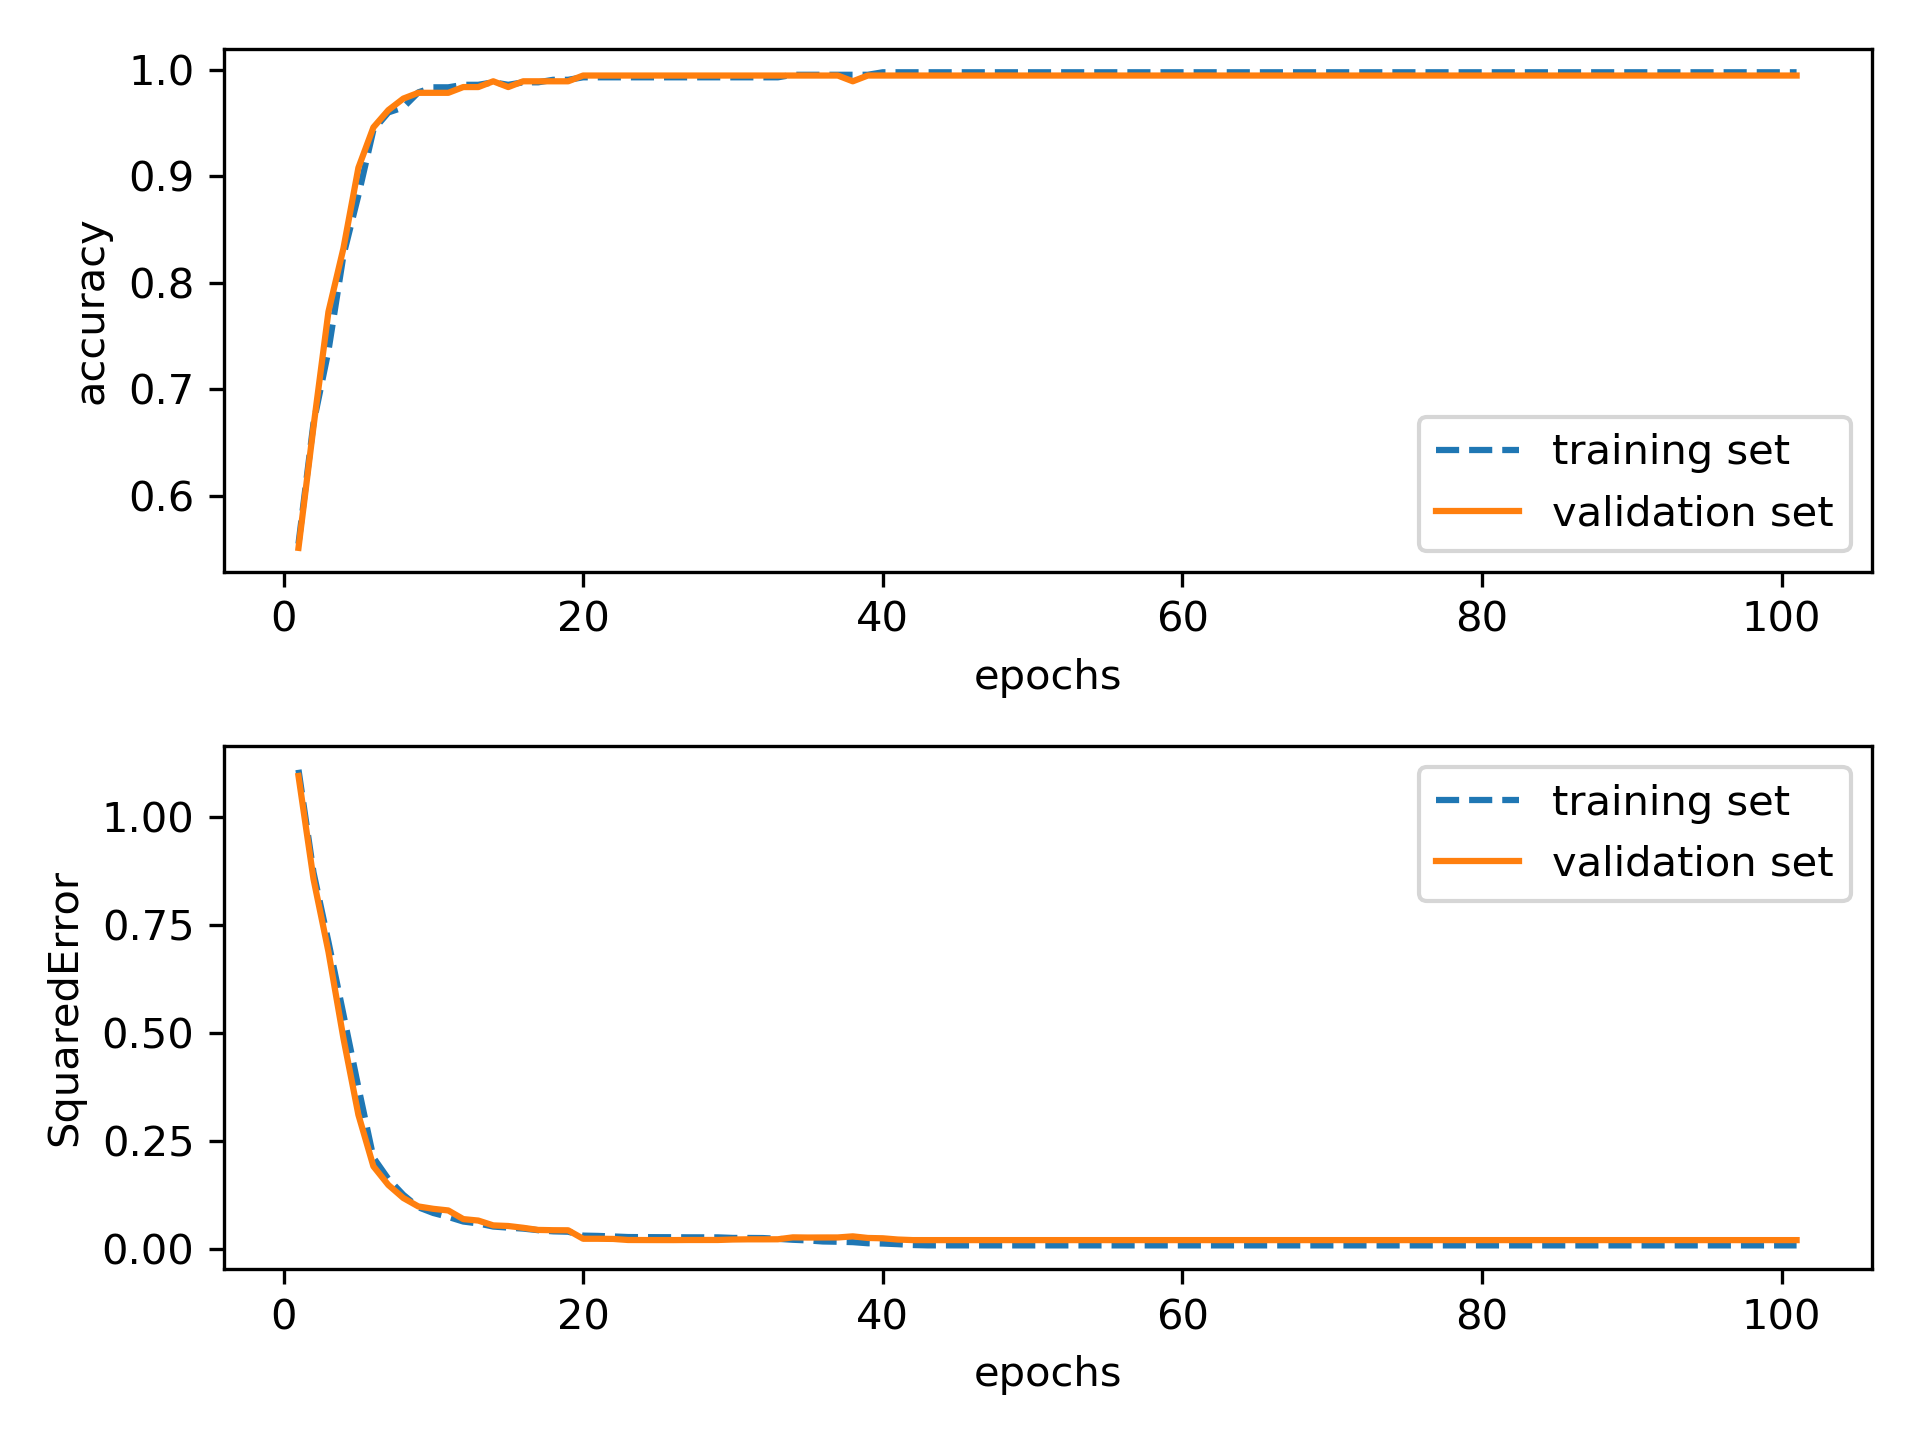 1.0
0.9
0.8
0.7
0.6
accuracy
training set
validation set
0 20 40 60 80 100
epochs
1.00
0.75
0.50
0.25
0.00
SquaredError
training set
validation set
0 20 40 60 80 100
epochs